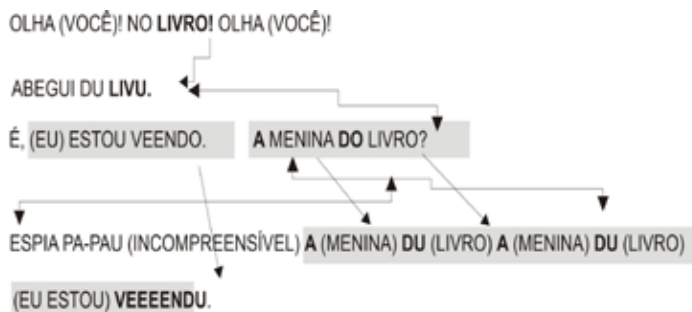 OLHA (VOCÊ)! NO LIVRO! OLHA (VOCÊ)!
ABEGUI DU LIVU.
É, (EU) ESTOU VEENDO. A MENINA DO LIVRO?
ESPIA PA-PAU (INCOMPREENSÍVEL) A (MENINA) DU (LIVRO) A (MENINA) DU (LIVRO)
(EU ESTOU) VEEEENDU.